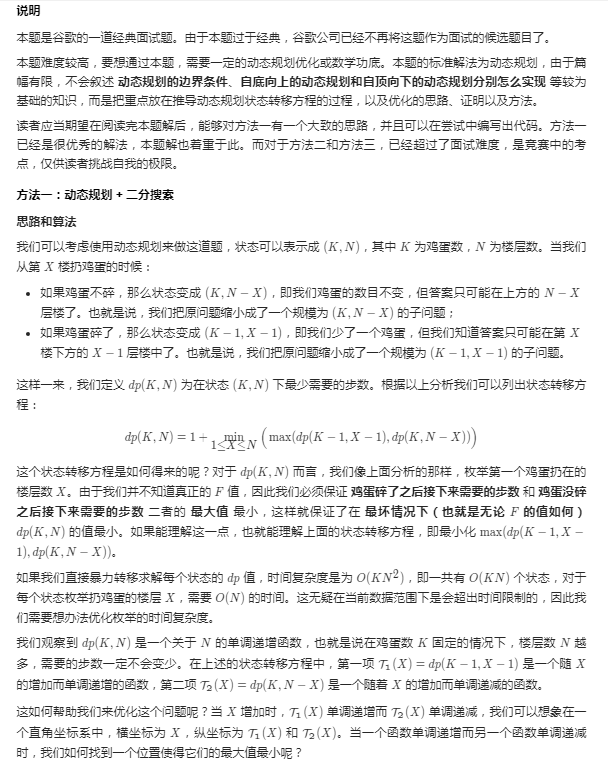 说明
本题是谷歌的一道经典面试题。由于本题过于经典，谷歌公司已经不再将这题作为面试的候选题目了。
本题难度较高，要想通过本题，需要一定的动态规划优化或数学功底。本题的标准解法为动态规划，由于篇
幅有限，不会叙述 动态规划的边界条件、自底向上的动态规划和自顶向下的动态规划分别怎么实现 等较为
基础的知识，而是把重点放在推导动态规划状态转移方程的过程，以及优化的思路、证明以及方法。
读者应当期望在阅读完本题解后，能够对方法一有一个大致的思路，并且可以在尝试中编写出代码。方法一
已经是很优秀的解法，本题解也着重于此。而对于方法二和方法三，已经超过了面试难度，是竞赛中的考
点，仅供读者挑战自我的极限。
方法一：动态规划 + 二分搜索
思路和算法
我们可以考虑使用动态规划来做这道题，状态可以表示成 (K, N)，其中 K 为鸡蛋数，N 为楼层数。当我们
从第 X 楼扔鸡蛋的时候：
• 如果鸡蛋不碎，那么状态变成 (K, N − X)，即我们鸡蛋的数目不变，但答案只可能在上方的 N − X
层楼了。也就是说，我们把原问题缩小成了一个规模为 (K, N − X) 的子问题；
• 如果鸡蛋碎了，那么状态变成 (K − 1, X − 1)，即我们少了一个鸡蛋，但我们知道答案只可能在第 X
楼下方的 X − 1 层楼中了。也就是说，我们把原问题缩小成了一个规模为 (K − 1, X − 1) 的子问题。
这样一来，我们定义 dp(K, N) 为在状态 (K, N) 下最少需要的步数。根据以上分析我们可以列出状态转移方
程：
dp(K, N) = 1 + min 1≤X≤N (max(dp(K − 1, X − 1), dp(K, N − X)))
这个状态转移方程是如何得来的呢？对于 dp(K, N) 而言，我们像上面分析的那样，枚举第一个鸡蛋扔在的
楼层数 X。由于我们并不知道真正的 F 值，因此我们必须保证 鸡蛋碎了之后接下来需要的步数 和 鸡蛋没碎
之后接下来需要的步数 二者的 最大值 最小，这样就保证了在 最坏情况下（也就是无论 F 的值如何）
dp(K, N) 的值最小。如果能理解这一点，也就能理解上面的状态转移方程，即最小化 max(dp(K − 1, X −
1), dp(K, N − X))。
如果我们直接暴力转移求解每个状态的 dp 值，时间复杂度是为 O(KN²)，即一共有 O(KN) 个状态，对于
每个状态枚举扔鸡蛋的楼层 X，需要 O(N) 的时间。这无疑在当前数据范围下是会超出时间限制的，因此我
们需要想办法优化枚举的时间复杂度。
我们观察到 dp(K, N) 是一个关于 N 的单调递增函数，也就是说在鸡蛋数 K 固定的情况下，楼层数 N 越
多，需要的步数一定不会变少。在上述的状态转移方程中，第一项 T₁(X) = dp(K − 1, X − 1) 是一个随 X
的增加而单调递增的函数，第二项 T₂(X) = dp(K, N − X) 是一个随着 X 的增加而单调递减的函数。
这如何帮助我们来优化这个问题呢？当 X 增加时，T₁(X) 单调递增而 T₂(X) 单调递减，我们可以想象在一
个直角坐标系中，横坐标为 X，纵坐标为 T₁(X) 和 T₂(X)。当一个函数单调递增而另一个函数单调递减
时，我们如何找到一个位置使得它们的最大值最小呢？